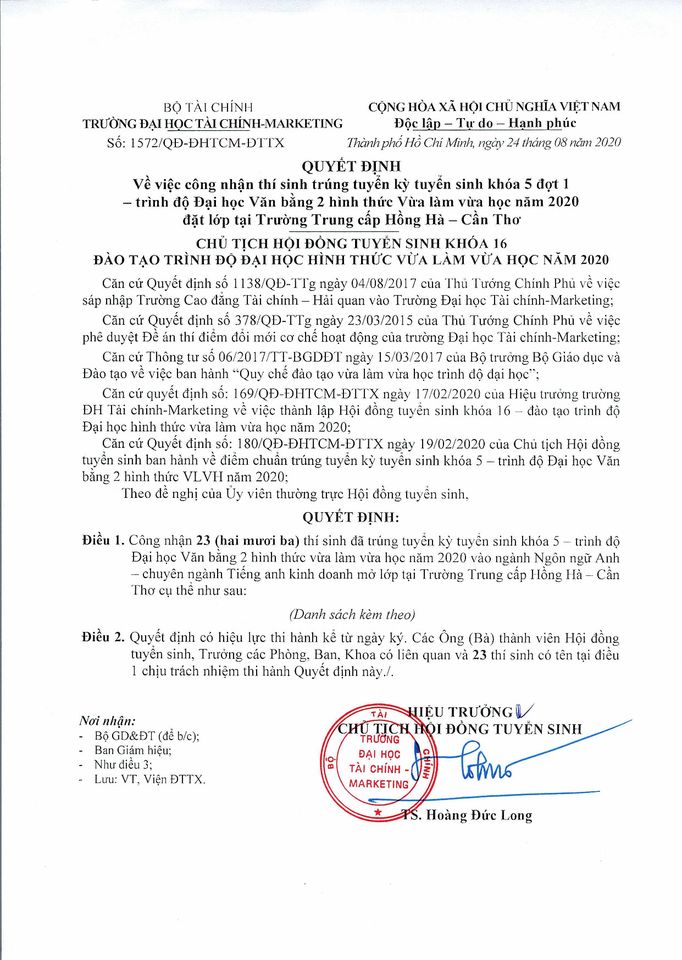 BỘ TÀI CHÍNH
TRƯỜNG ĐẠI HỌC TÀI CHÍNH-MARKETING
Số: 1572/QĐ-ĐHTCM-ĐTTX
CỘNG HÒA XÃ HỘI CHỦ NGHĨA VIỆT NAM
Độc lập – Tự do – Hạnh phúc
Thành phố Hồ Chí Minh, ngày 24 tháng 08 năm 2020
QUYẾT ĐỊNH
Về việc công nhận thí sinh trúng tuyển kỳ tuyển sinh khóa 5 đợt 1
– trình độ Đại học Văn bằng 2 hình thức Vừa làm vừa học năm 2020
đặt lớp tại Trường Trung cấp Hồng Hà – Cần Thơ
CHỦ TỊCH HỘI ĐỒNG TUYỂN SINH KHÓA 16
ĐÀO TẠO TRÌNH ĐỘ ĐẠI HỌC HÌNH THỨC VỪA LÀM VỪA HỌC NĂM 2020
Căn cứ Quyết định số 1138/QĐ-TTg ngày 04/08/2017 của Thủ Tướng Chính Phủ về việc
sáp nhập Trường Cao đẳng Tài chính – Hải quan vào Trường Đại học Tài chính-Marketing;
Căn cứ Quyết định số 378/QĐ-TTg ngày 23/03/2015 của Thủ Tướng Chính Phủ về việc
phê duyệt Đề án thí điểm đổi mới cơ chế hoạt động của trường Đại học Tài chính-Marketing;
Căn cứ Thông tư số 06/2017/TT-BGDĐT ngày 15/03/2017 của Bộ trưởng Bộ Giáo dục và
Đào tạo về việc ban hành “Quy chế đào tạo vừa làm vừa học trình độ đại học”;
Căn cứ quyết định số: 169/QĐ-ĐHTCM-ĐTTX ngày 17/02/2020 của Hiệu trưởng trường
ĐH Tài chính-Marketing về việc thành lập Hội đồng tuyển sinh khóa 16 – đào tạo trình độ
Đại học hình thức vừa làm vừa học năm 2020;
Căn cứ Quyết định số: 180/QĐ-ĐHTCM-ĐTTX ngày 19/02/2020 của Chủ tịch Hội đồng
tuyển sinh ban hành về điểm chuẩn trúng tuyển kỳ tuyển sinh khóa 5 – trình độ Đại học Văn
bằng 2 hình thức VLVH năm 2020;
Theo đề nghị của Ủy viên thường trực Hội đồng tuyển sinh,
QUYẾT ĐỊNH:
Điều 1. Công nhận 23 (hai mươi ba) thí sinh đã trúng tuyển kỳ tuyển sinh khóa 5 – trình độ
Đại học Văn bằng 2 hình thức vừa làm vừa học năm 2020 vào ngành Ngôn ngữ Anh
– chuyên ngành Tiếng anh kinh doanh mở lớp tại Trường Trung cấp Hồng Hà – Cần
Thơ cụ thể như sau:
(Danh sách kèm theo)
Điều 2. Quyết định có hiệu lực thi hành kể từ ngày ký. Các Ông (Bà) thành viên Hội đồng
tuyển sinh, Trưởng các Phòng, Ban, Khoa có liên quan và 23 thí sinh có tên tại điều
1 chịu trách nhiệm thi hành Quyết định này./.
Nơi nhận:
- Bộ GD&ĐT (để b/c);
- Ban Giám hiệu;
- Như điều 3;
- Lưu: VT, Viện ĐTTX.
HIỆU TRƯỞNG
CHỦ TỊCH HỘI ĐỒNG TUYỂN SINH
BỘ TÀI CHÍNH
TRƯỜNG
ĐẠI HỌC
TÀI CHÍNH -
MARKETING
TS. Hoàng Đức Long